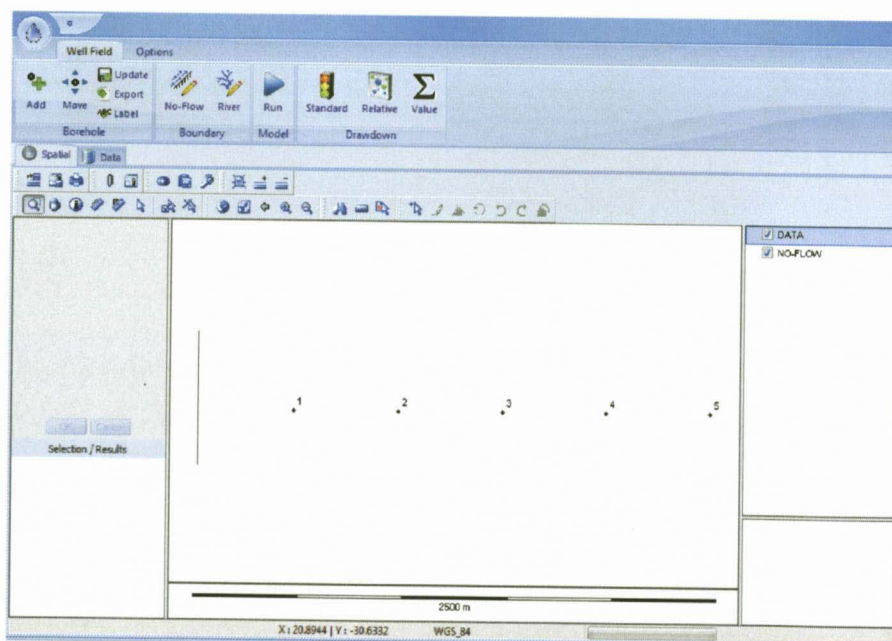 Well Field Options
Update
Export
Label
Add Move No-Flow River Run Standard Relative Value
Borehole Boundary Model Drawdown
Spatial Data
DATA
NO-FLOW
1 2 3 4 5
Selection / Results
2500 m
X : 20.8944 | Y : -30.6332 WGS_84